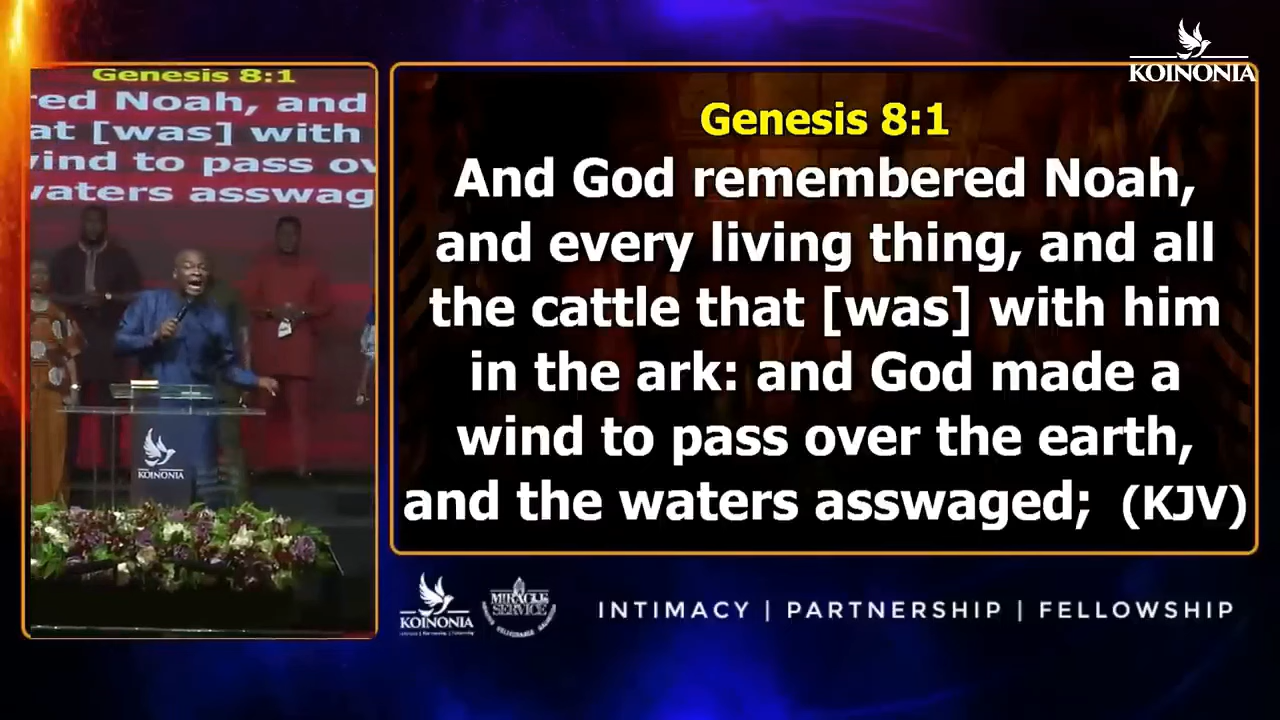 KOINONIA
Genesis 8:1
red Noah, and
at [was] with
vind to pass ov
vaters asswag
KOINONIA
Genesis 8:1
And God remembered Noah,
and every living thing, and all
the cattle that [was] with him
in the ark: and God made a
wind to pass over the earth,
and the waters asswaged; (KJV)
KOINONIA
MIRACLE
SERVICE
INTIMACY | PARTNERSHIP | FELLOWSHIP